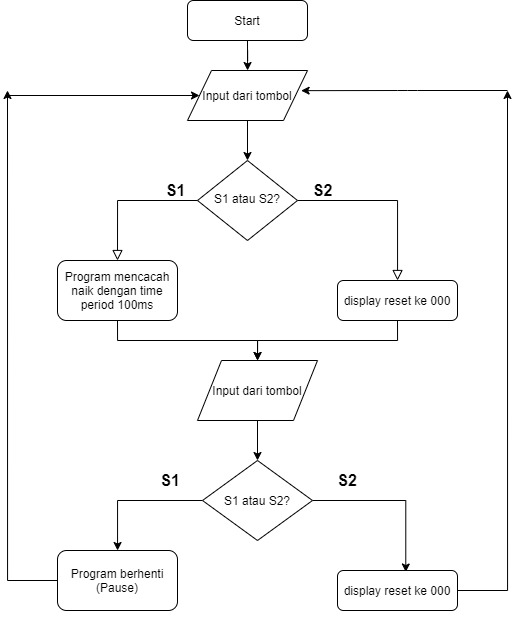 Start
Input dari tombol
S1
S2
S1 atau S2?
Program mencacah
naik dengan time
period 100ms
display reset ke 000
Input dari tombol
S1
S2
S1 atau S2?
Program berhenti
(Pause)
display reset ke 000